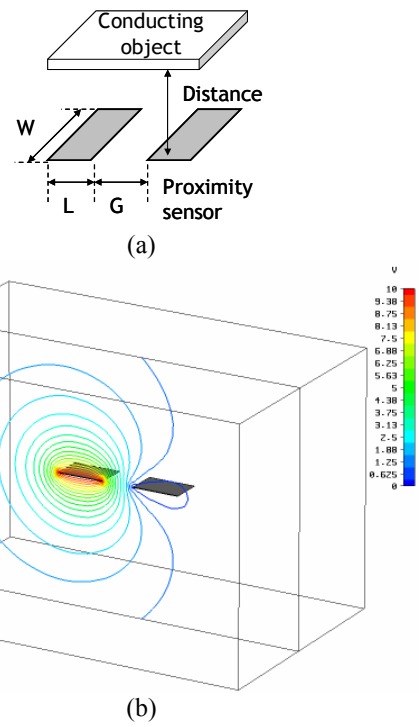 Conducting
object
Distance
W
Proximity
sensor
L
G
(a)
V
10
9.38
8.75
8.13
7.5
6.88
6.25
5.63
5
4.38
3.75
3.13
2.5
1.88
1.25
0.625
0
(b)